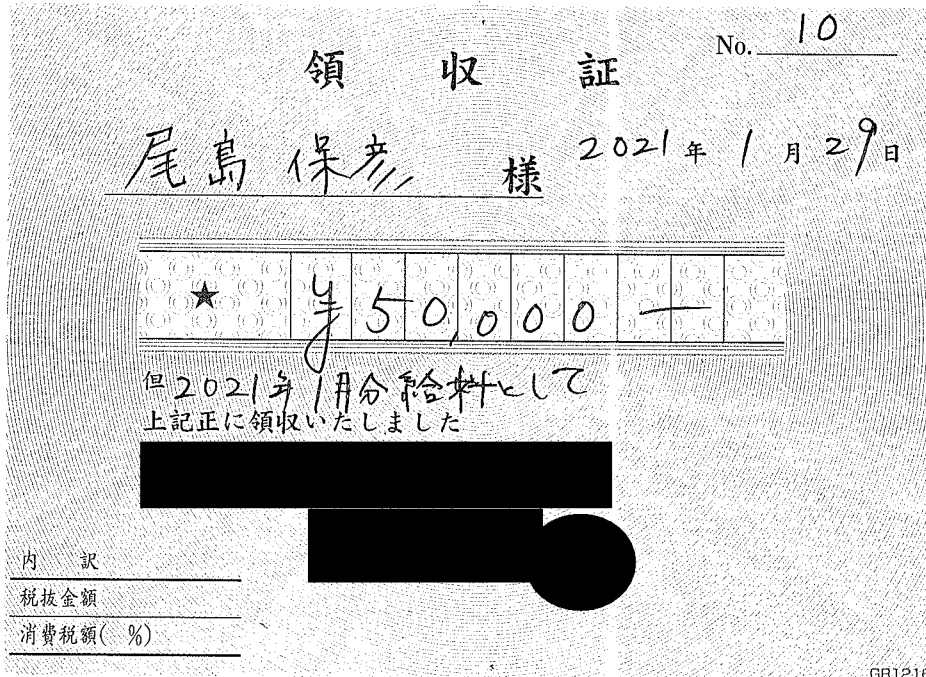 No. 10
領収証
尾島 保彦 様
2021年1月29日
★ ¥50,000 ―
但 2021年1月分給料として
上記正に領収いたしました
内 訳
税抜金額
消費税額( %)
GB1216